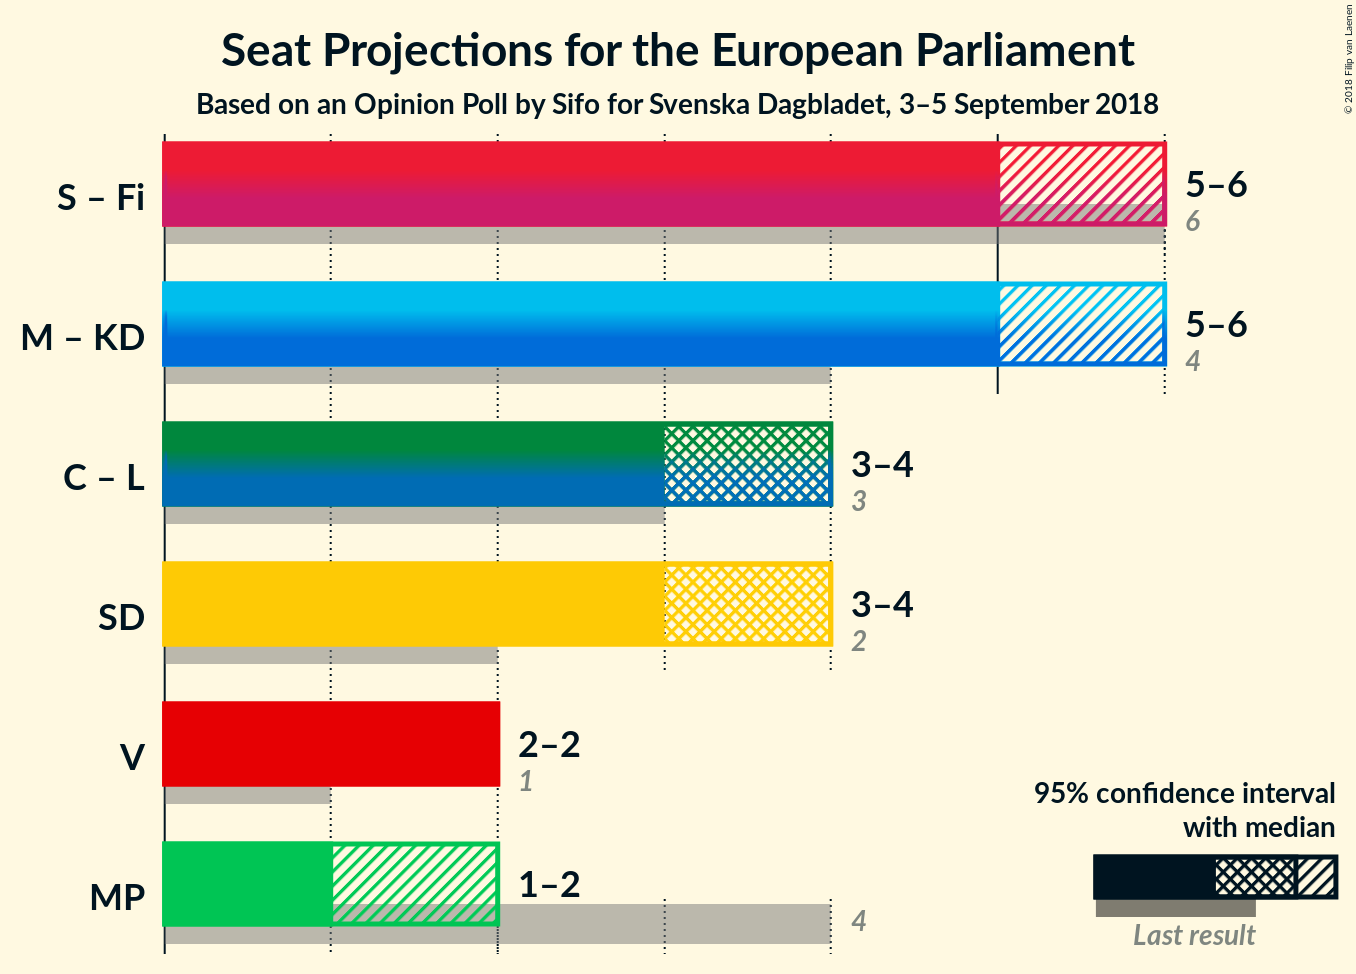 Seat Projections for the European Parliament
Based on an Opinion Poll by Sifo for Svenska Dagbladet, 3–5 September 2018
© 2018 Filip van Laenen
S – Fi
5–6
6
M – KD
5–6
4
C – L
3–4
3
SD
3–4
2
V
2–2
1
MP
1–2
4
95% confidence interval
with median
Last result